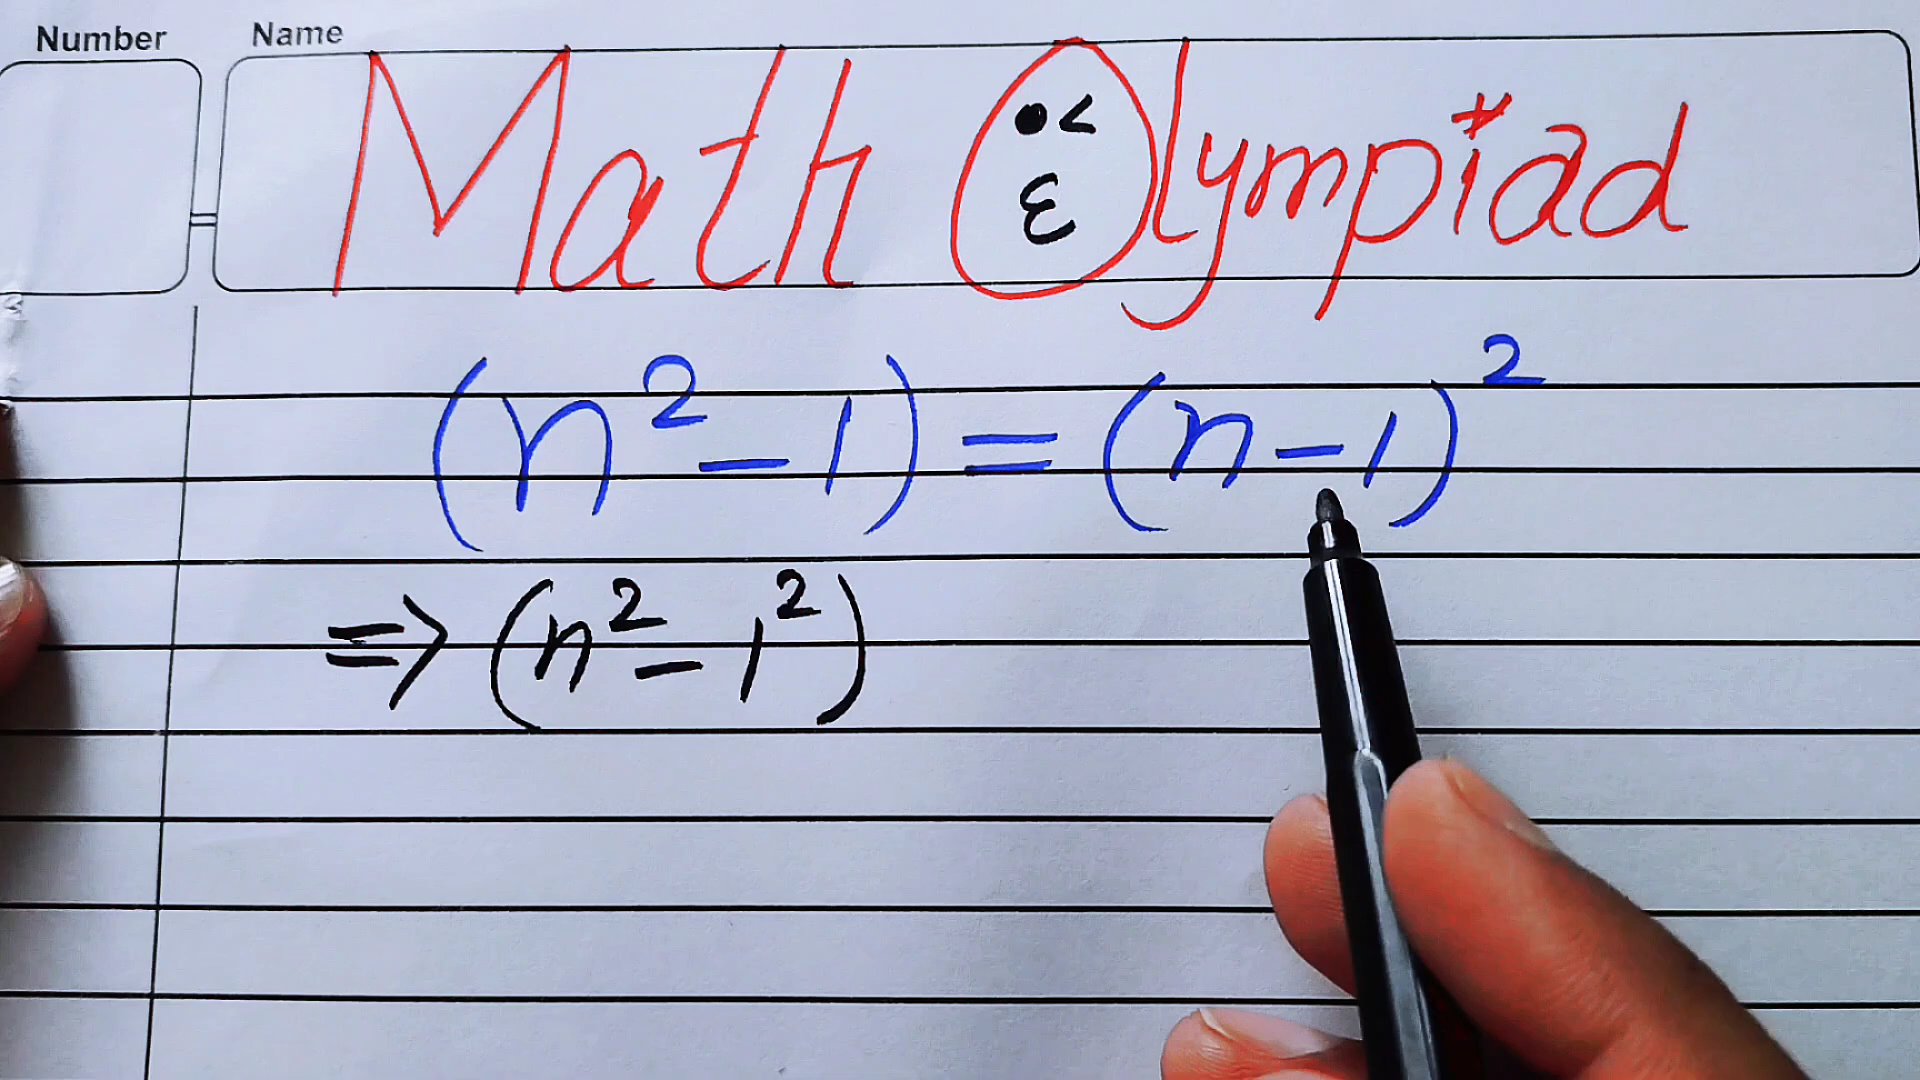 Number Name
Math Olympiad
(n² - 1) = (n - 1)²
=> (n² - 1²)